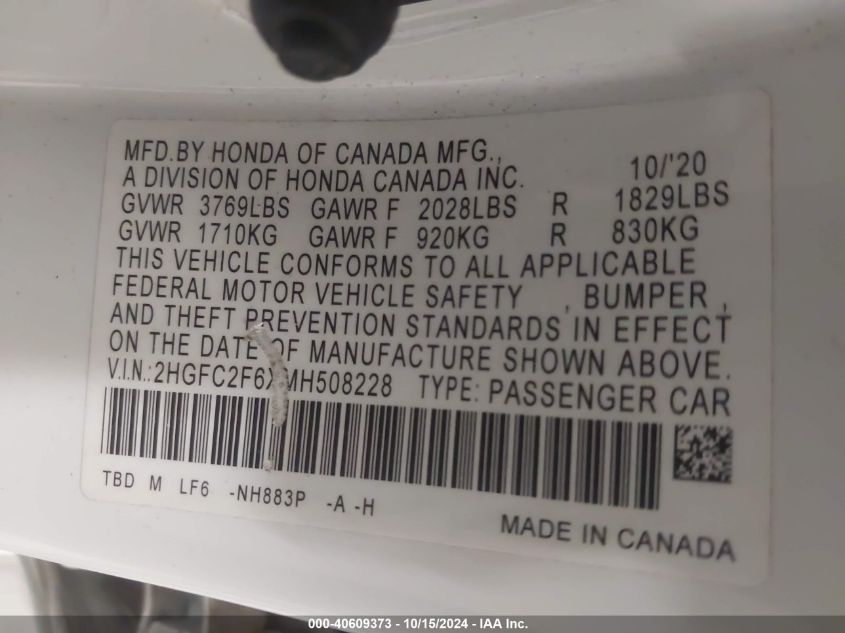 MFD.BY HONDA OF CANADA MFG.,
A DIVISION OF HONDA CANADA INC. 10/'20
GVWR 3769LBS GAWR F 2028LBS R 1829LBS
GVWR 1710KG GAWR F 920KG R 830KG
THIS VEHICLE CONFORMS TO ALL APPLICABLE
FEDERAL MOTOR VEHICLE SAFETY , BUMPER ,
AND THEFT PREVENTION STANDARDS IN EFFECT
ON THE DATE OF MANUFACTURE SHOWN ABOVE.
V.I.N.:2HGFC2F6XMH508228 TYPE: PASSENGER CAR
TBD M LF6 -NH883P -A -H
MADE IN CANADA
000-40609373 - 10/15/2024 - IAA Inc.